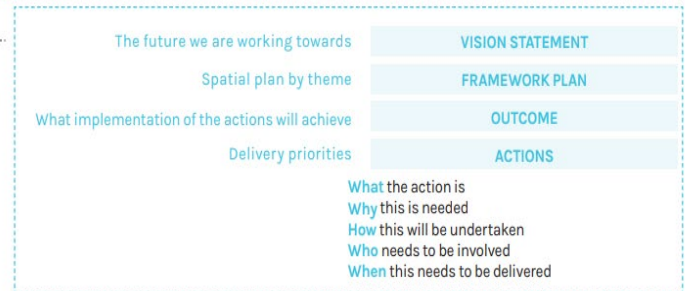 The future we are working towards VISION STATEMENT
Spatial plan by theme FRAMEWORK PLAN
What implementation of the actions will achieve OUTCOME
Delivery priorities ACTIONS
What the action is
Why this is needed
How this will be undertaken
Who needs to be involved
When this needs to be delivered